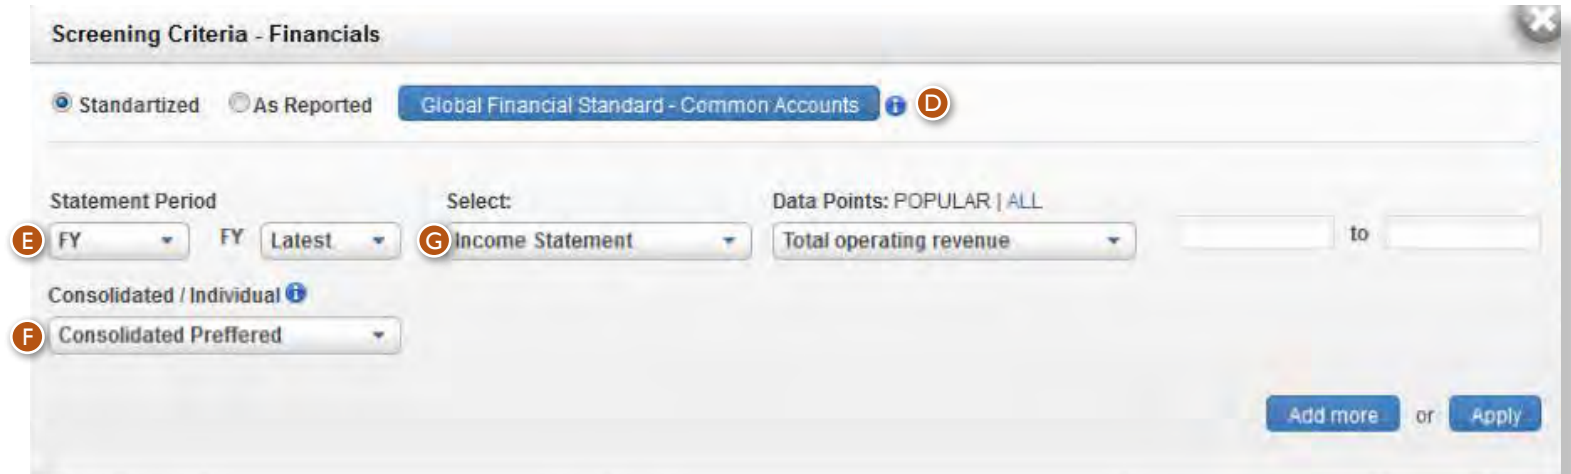 Screening Criteria - Financials
Standartized As Reported Global Financial Standard - Common Accounts i D
Statement Period Select: Data Points: POPULAR | ALL
E FY FY Latest G Income Statement Total operating revenue to
Consolidated / Individual i
F Consolidated Preffered
Add more or Apply